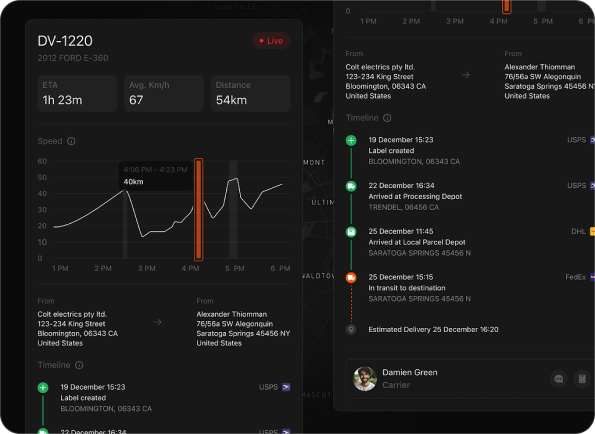 DV-1220
Live
2012 FORD E-360
ETA
1h 23m
Avg. Km/h
67
Distance
54km
Speed
60
50
40
30
20
10
0
4:06 PM - 4:23 PM
40km
1 PM
2 PM
3 PM
4 PM
5 PM
6 PM
From
Colt electrics pty ltd.
123-234 King Street
Bloomington, 06343 CA
United States
From
Alexander Thiomman
76/56a SW Alegonquin
Saratoga Springs 45456 NY
United States
Timeline
19 December 15:23
USPS
Label created
BLOOMINGTON, 06343 CA
22 December 16:34
USPS
MONT
ULTIM
NALDTOW
MASCOT
0
1 PM
2 PM
3 PM
4 PM
5 PM
6 P
From
Colt electrics pty ltd.
123-234 King Street
Bloomington, 06343 CA
United States
From
Alexander Thiomman
76/56a SW Alegonquin
Saratoga Springs 45456 N
United States
Timeline
19 December 15:23
USPS
Label created
BLOOMINGTON, 06343 CA
22 December 16:34
USPS
Arrived at Processing Depot
TRENDEL, 06456 CA
25 December 11:45
DHL
Arrived at Local Parcel Depot
SARATOGA SPRINGS 45456 N
25 December 15:15
FedEx
In transit to destination
SARATOGA SPRINGS 45456 N
Estimated Delivery 25 December 16:20
Damien Green
Carrier